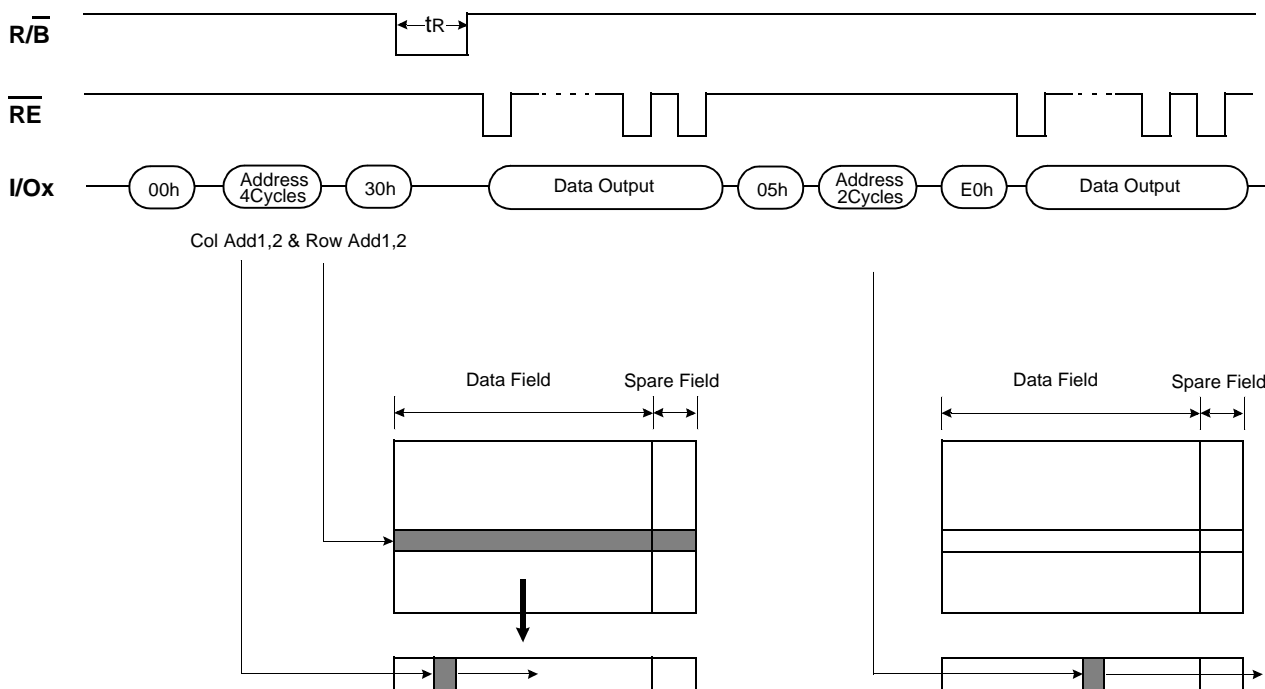 R/B
tR
RE
I/Ox
00h
Address
4Cycles
30h
Data Output
05h
Address
2Cycles
E0h
Data Output
Col Add1,2 & Row Add1,2
Data Field
Spare Field
Data Field
Spare Field